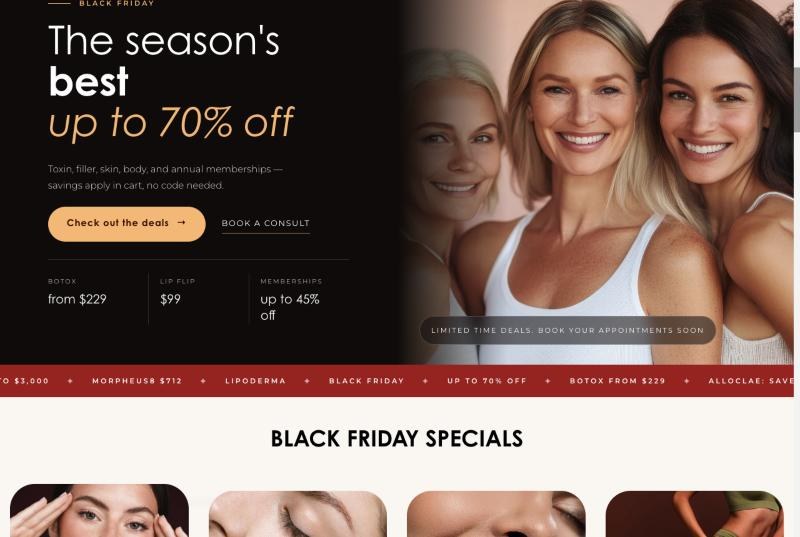 BLACK FRIDAY
The season's
best
up to 70% off
Toxin, filler, skin, body, and annual memberships —
savings apply in cart, no code needed.
Check out the deals →
BOOK A CONSULT
BOTOX
from $229
LIP FLIP
$99
MEMBERSHIPS
up to 45%
off
LIMITED TIME DEALS. BOOK YOUR APPOINTMENTS SOON
TO $3,000 ✦ MORPHEUS8 $712 ✦ LIPODERMA ✦ BLACK FRIDAY ✦ UP TO 70% OFF ✦ BOTOX FROM $229 ✦ ALLOCLAE: SAVE
BLACK FRIDAY SPECIALS